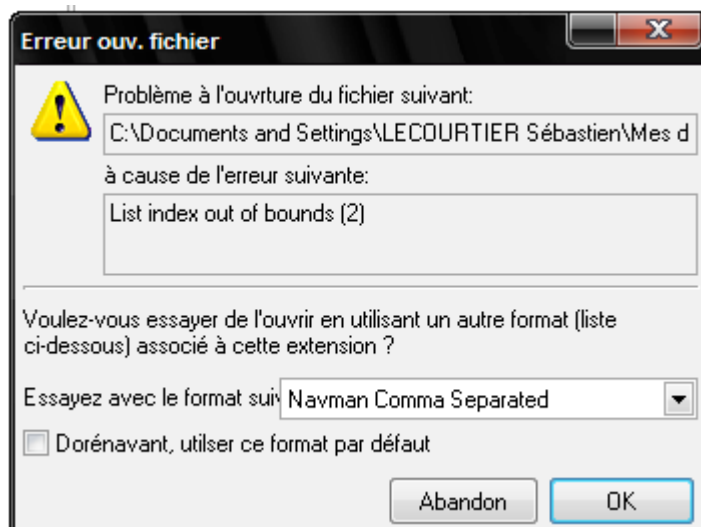 Erreur ouv. fichier
Problème à l'ouvrture du fichier suivant:
C:\Documents and Settings\LECOURTIER Sébastien\Mes d
à cause de l'erreur suivante:
List index out of bounds (2)
Voulez-vous essayer de l'ouvrir en utilisant un autre format (liste
ci-dessous) associé à cette extension ?
Essayez avec le format suiv Navman Comma Separated
Dorénavant, utilser ce format par défaut
Abandon OK